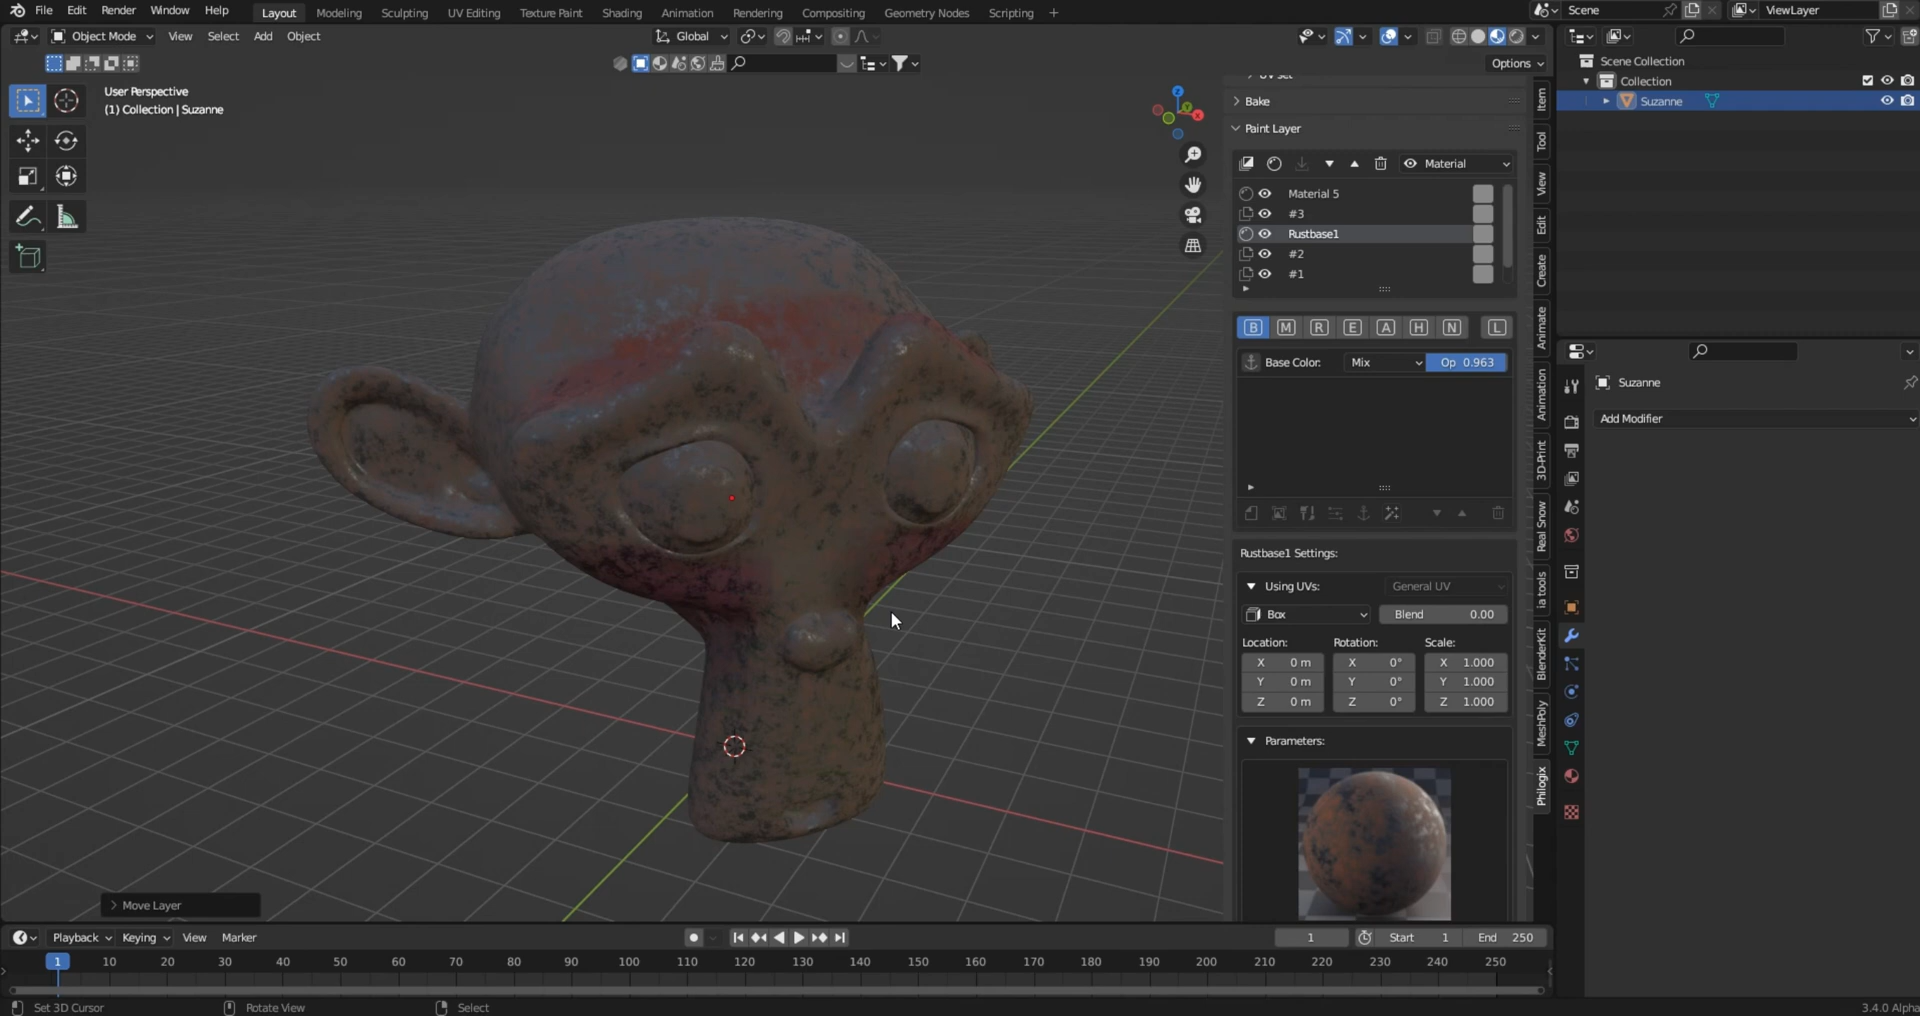 File Edit Render Window Help Layout Modeling Sculpting UV Editing Texture Paint Shading Animation Rendering Compositing Geometry Nodes Scripting + Scene ViewLayer
Object Mode View Select Add Object Global
Options
User Perspective
(1) Collection | Suzanne
Z
Y
X
UV Set
Bake
Paint Layer
Material
Material 5
#3
Rustbase1
#2
#1
B M R E A H N L
Base Color: Mix Op 0.963
Rustbase1 Settings:
Using UVs: General UV
Box Blend 0.00
Location: Rotation: Scale:
X 0 m X 0° X 1.000
Y 0 m Y 0° Y 1.000
Z 0 m Z 0° Z 1.000
Parameters:
Item
Tool
View
Edit
Create
Animate
Animation
3D-Print
Real Snow
ia tools
BlenderKit
MeshPoly
Philogix
Scene Collection
Collection
Suzanne
Suzanne
Add Modifier
Move Layer
Playback Keying View Marker 1 Start 1 End 250
1 10 20 30 40 50 60 70 80 90 100 110 120 130 140 150 160 170 180 190 200 210 220 230 240 250
Set 3D Cursor Rotate View Select 3.4.0 Alpha